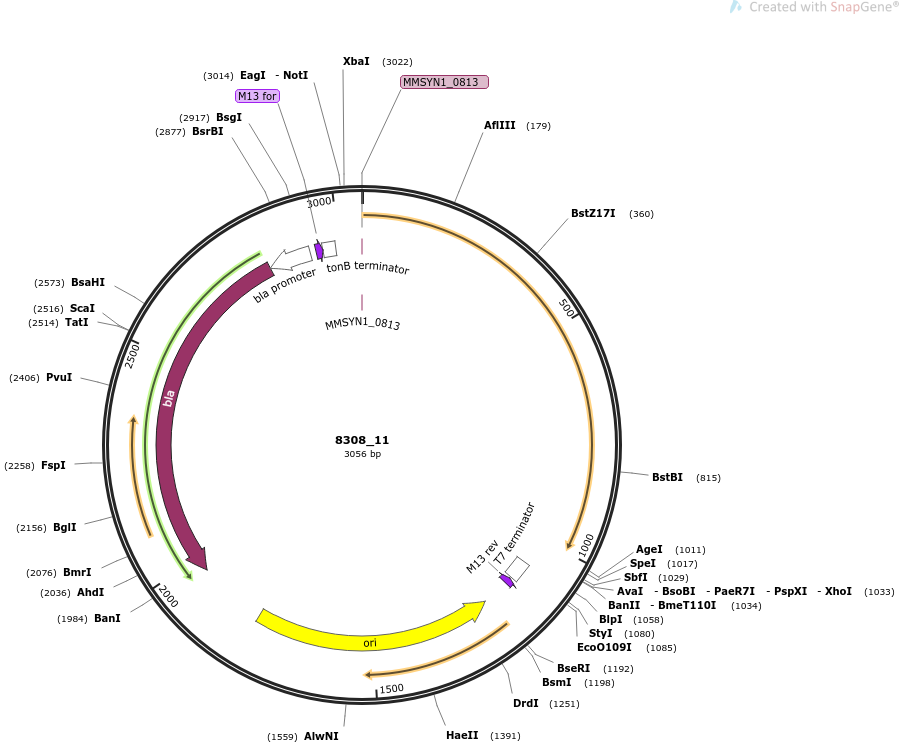 Created with SnapGene®
XbaI (3022)
(3014) EagI - NotI
MMSYN1_0813
M13 for
(2917) BsgI
(2877) BsrBI
AflIII (179)
BstZ17I (360)
3000
tonB terminator
bla promoter
MMSYN1_0813
500
(2573) BsaHI
(2516) ScaI
(2514) TatI
2500
(2406) PvuI
bla
8308_11
3056 bp
(2258) FspI
BstBI (815)
(2156) BglI
M13 rev
T7 terminator
1000
AgeI (1011)
SpeI (1017)
SbfI (1029)
AvaI - BsoBI - PaeR7I - PspXI - XhoI (1033)
BanII - BmeT110I (1034)
BlpI (1058)
StyI (1080)
EcoO109I (1085)
(2076) BmrI
(2036) AhdI
2000
(1984) BanI
ori
BseRI (1192)
BsmI (1198)
DrdI (1251)
1500
(1559) AlwNI
HaeII (1391)